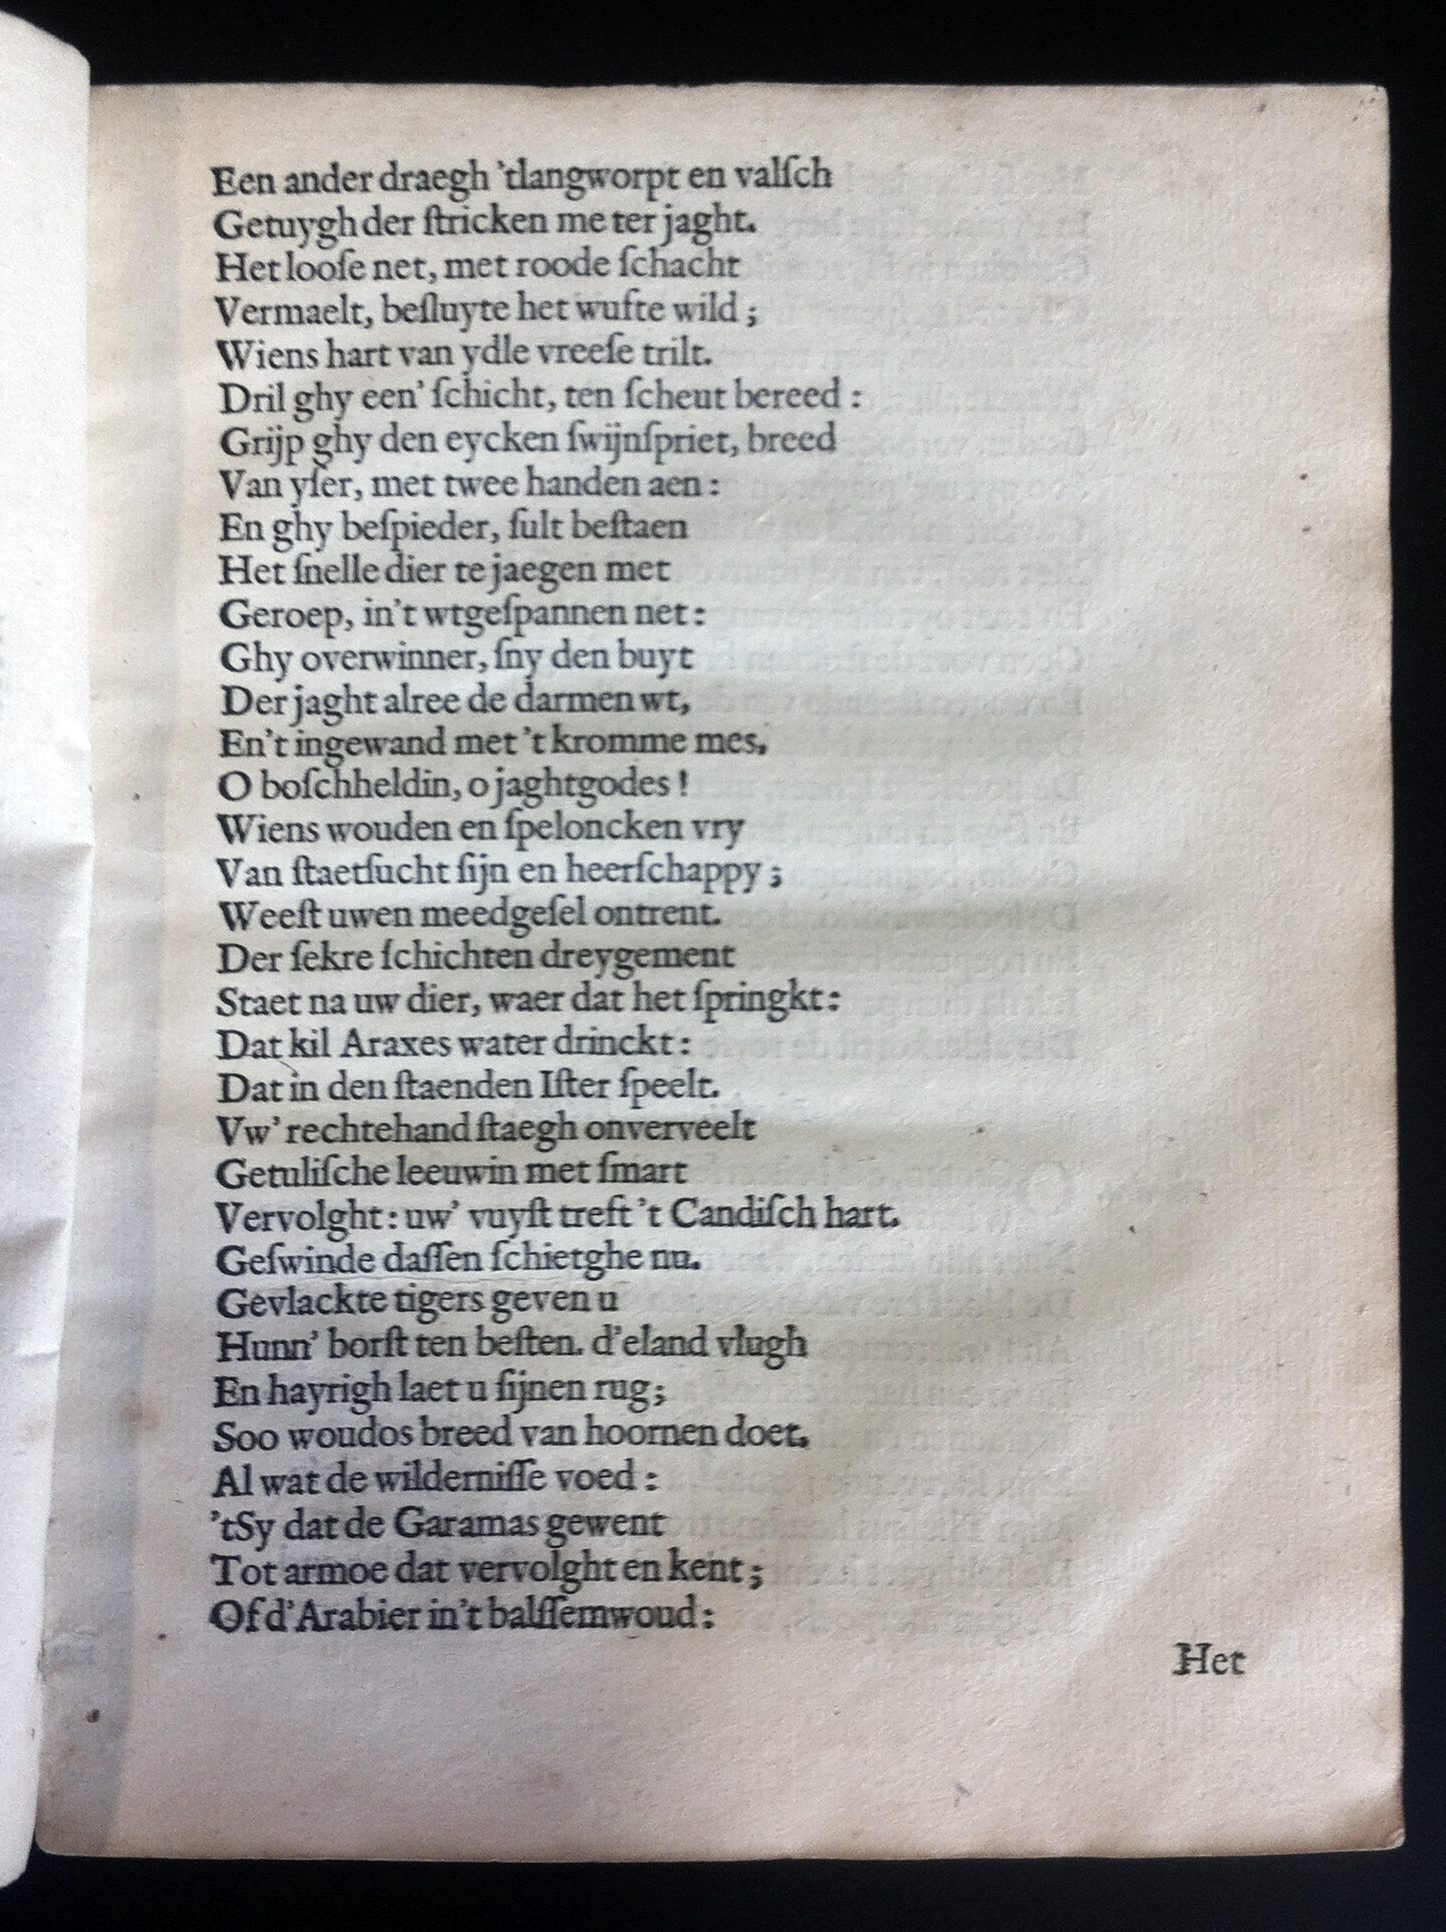 Een ander draegh 'tlangworpt en valſch
Getuygh der ſtricken me ter jaght.
Het looſe net, met roode ſchacht
Vermaelt, beſluyte het wufte wild ;
Wiens hart van ydle vreeſe trilt.
Dril ghy een' ſchicht, ten ſcheut bereed :
Grijp ghy den eycken ſwijnſpriet, breed
Van yſer, met twee handen aen :
En ghy beſpieder, ſult beſtaen
Het ſnelle dier te jaegen met
Geroep, in't wtgeſpannen net :
Ghy overwinner, ſny den buyt
Der jaght alree de darmen wt,
En't ingewand met 't kromme mes.
O boſchheldin, o jaghtgodes !
Wiens wouden en ſpeloncken vry
Van ſtaetſucht ſijn en heerſchappy ;
Weeſt uwen meedgeſel ontrent.
Der ſekre ſchichten dreygement
Staet na uw dier, waer dat het ſpringkt :
Dat kil Araxes water drinckt :
Dat in den ſtaenden Iſter ſpeelt.
Vw' rechtehand ſtaegh onverveelt
Getuliſche leeuwin met ſmart
Vervolght : uw' vuyſt treft 't Candiſch hart.
Geſwinde daſſen ſchietghe nu.
Gevlackte tigers geven u
Hunn' borſt ten beſten. d'eland vlugh
En hayrigh laet u ſijnen rug ;
Soo woudos breed van hoornen doet.
Al wat de wilderniſſe voed :
'tSy dat de Garamas gewent
Tot armoe dat vervolght en kent ;
Of d'Arabier in't balſſemwoud :
Het